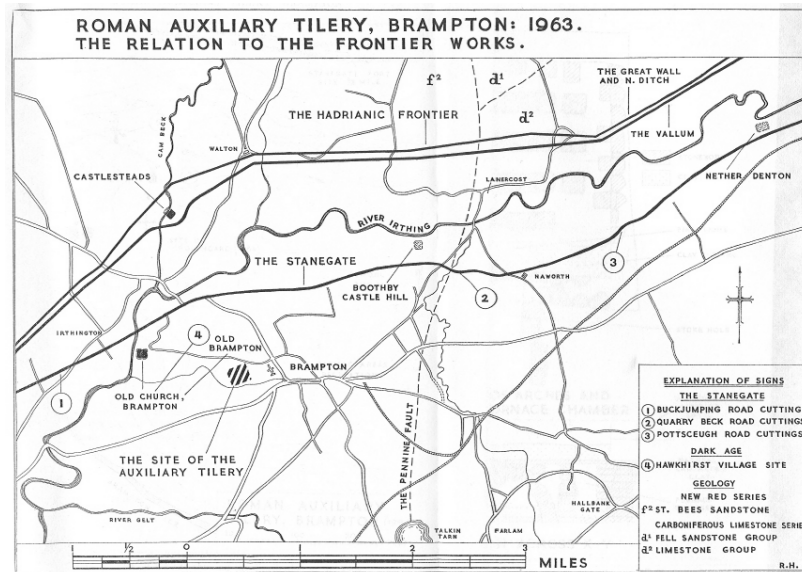 ROMAN AUXILIARY TILERY, BRAMPTON: 1963.
THE RELATION TO THE FRONTIER WORKS.
f² d¹
THE GREAT WALL
AND N. DITCH
THE HADRIANIC FRONTIER
d²
THE VALLUM
CAM BECK
WALTON
CASTLESTEADS
LANERCOST
NETHER DENTON
RIVER IRTHING
THE STANEGATE
BOOTHBY
CASTLE HILL
NAWORTH
3
2
IRTHINGTON
4
OLD
BRAMPTON
BRAMPTON
OLD CHURCH,
BRAMPTON
1
THE SITE OF THE
AUXILIARY TILERY
THE PENNINE FAULT
RIVER GELT
TALKIN
TARN
FARLAM
HALLBANK
GATE
EXPLANATION OF SIGNS
THE STANEGATE
1 BUCKJUMPING ROAD CUTTING
2 QUARRY BECK ROAD CUTTINGS
3 POTTSCEUGH ROAD CUTTINGS
DARK AGE
4 HAWKHIRST VILLAGE SITE
GEOLOGY
NEW RED SERIES
f² ST. BEES SANDSTONE
CARBONIFEROUS LIMESTONE SERIE
d¹ FELL SANDSTONE GROUP
d² LIMESTONE GROUP
R.H.
1 ½ 0 1 2 3 MILES